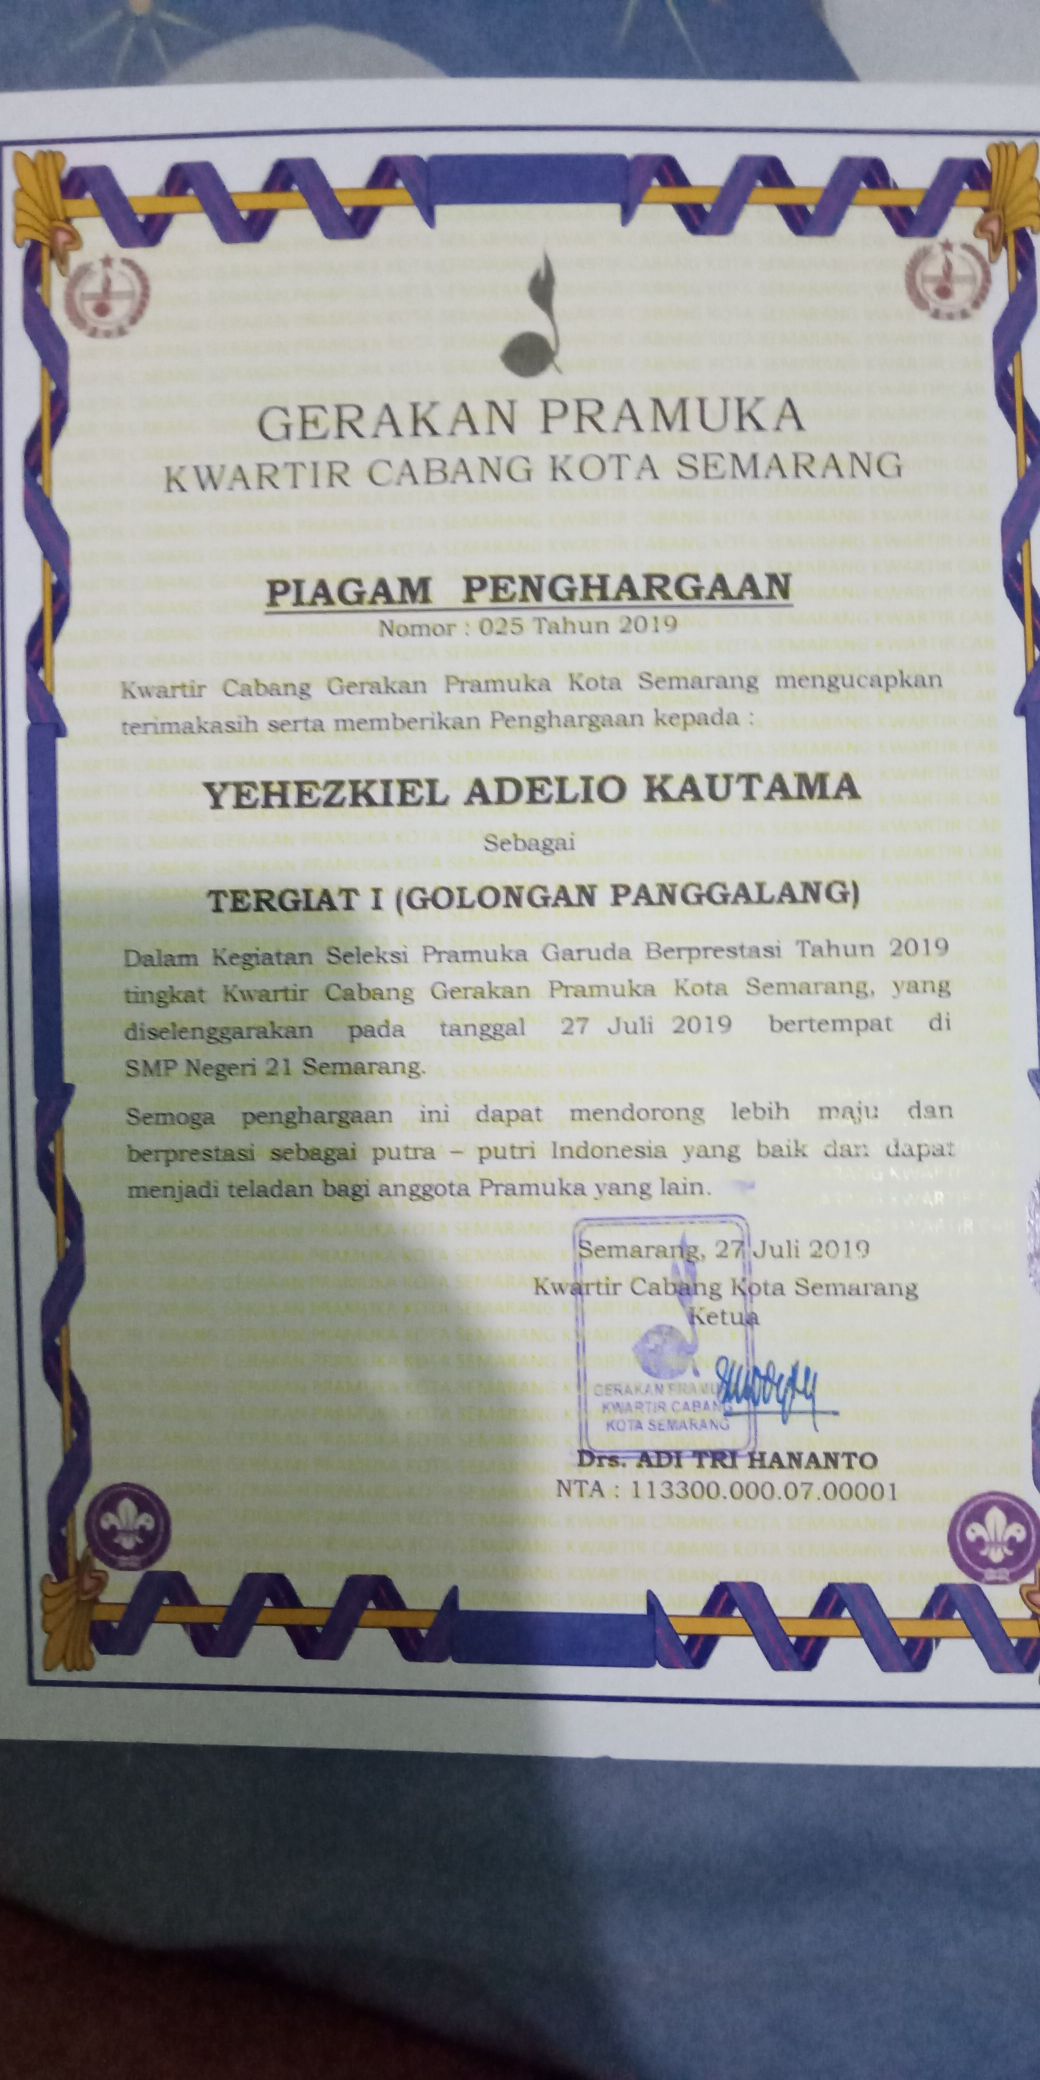 GERAKAN PRAMUKA
KWARTIR CABANG KOTA SEMARANG
PIAGAM PENGHARGAAN
Nomor : 025 Tahun 2019
Kwartir Cabang Gerakan Pramuka Kota Semarang mengucapkan
terimakasih serta memberikan Penghargaan kepada :
YEHEZKIEL ADELIO KAUTAMA
Sebagai
TERGIAT I (GOLONGAN PANGGALANG)
Dalam Kegiatan Seleksi Pramuka Garuda Berprestasi Tahun 2019
tingkat Kwartir Cabang Gerakan Pramuka Kota Semarang, yang
diselenggarakan pada tanggal 27 Juli 2019 bertempat di
SMP Negeri 21 Semarang.
Semoga penghargaan ini dapat mendorong lebih maju dan
berprestasi sebagai putra – putri Indonesia yang baik dan dapat
menjadi teladan bagi anggota Pramuka yang lain.
Semarang, 27 Juli 2019
Kwartir Cabang Kota Semarang
Ketua
GERAKAN PRAMUKA
KWARTIR CABANG
KOTA SEMARANG
Drs. ADI TRI HANANTO
NTA : 113300.000.07.00001